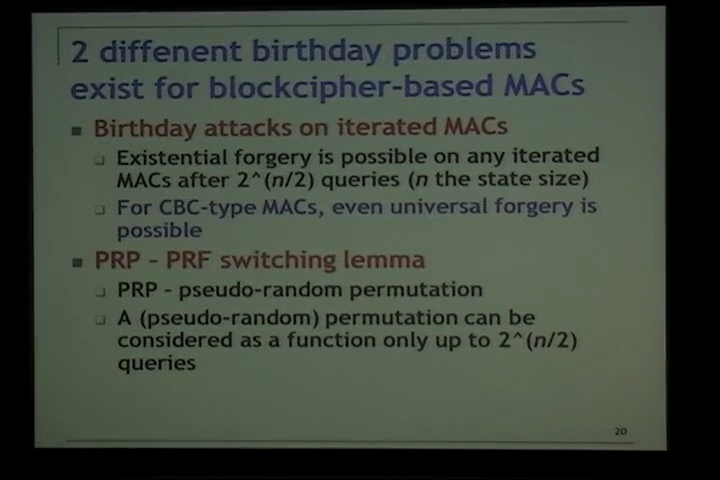 2 diffenent birthday problems
exist for blockcipher-based MACs
Birthday attacks on iterated MACs
Existential forgery is possible on any iterated
MACs after 2^(n/2) queries (n the state size)
For CBC-type MACs, even universal forgery is
possible
PRP – PRF switching lemma
PRP – pseudo-random permutation
A (pseudo-random) permutation can be
considered as a function only up to 2^(n/2)
queries
20